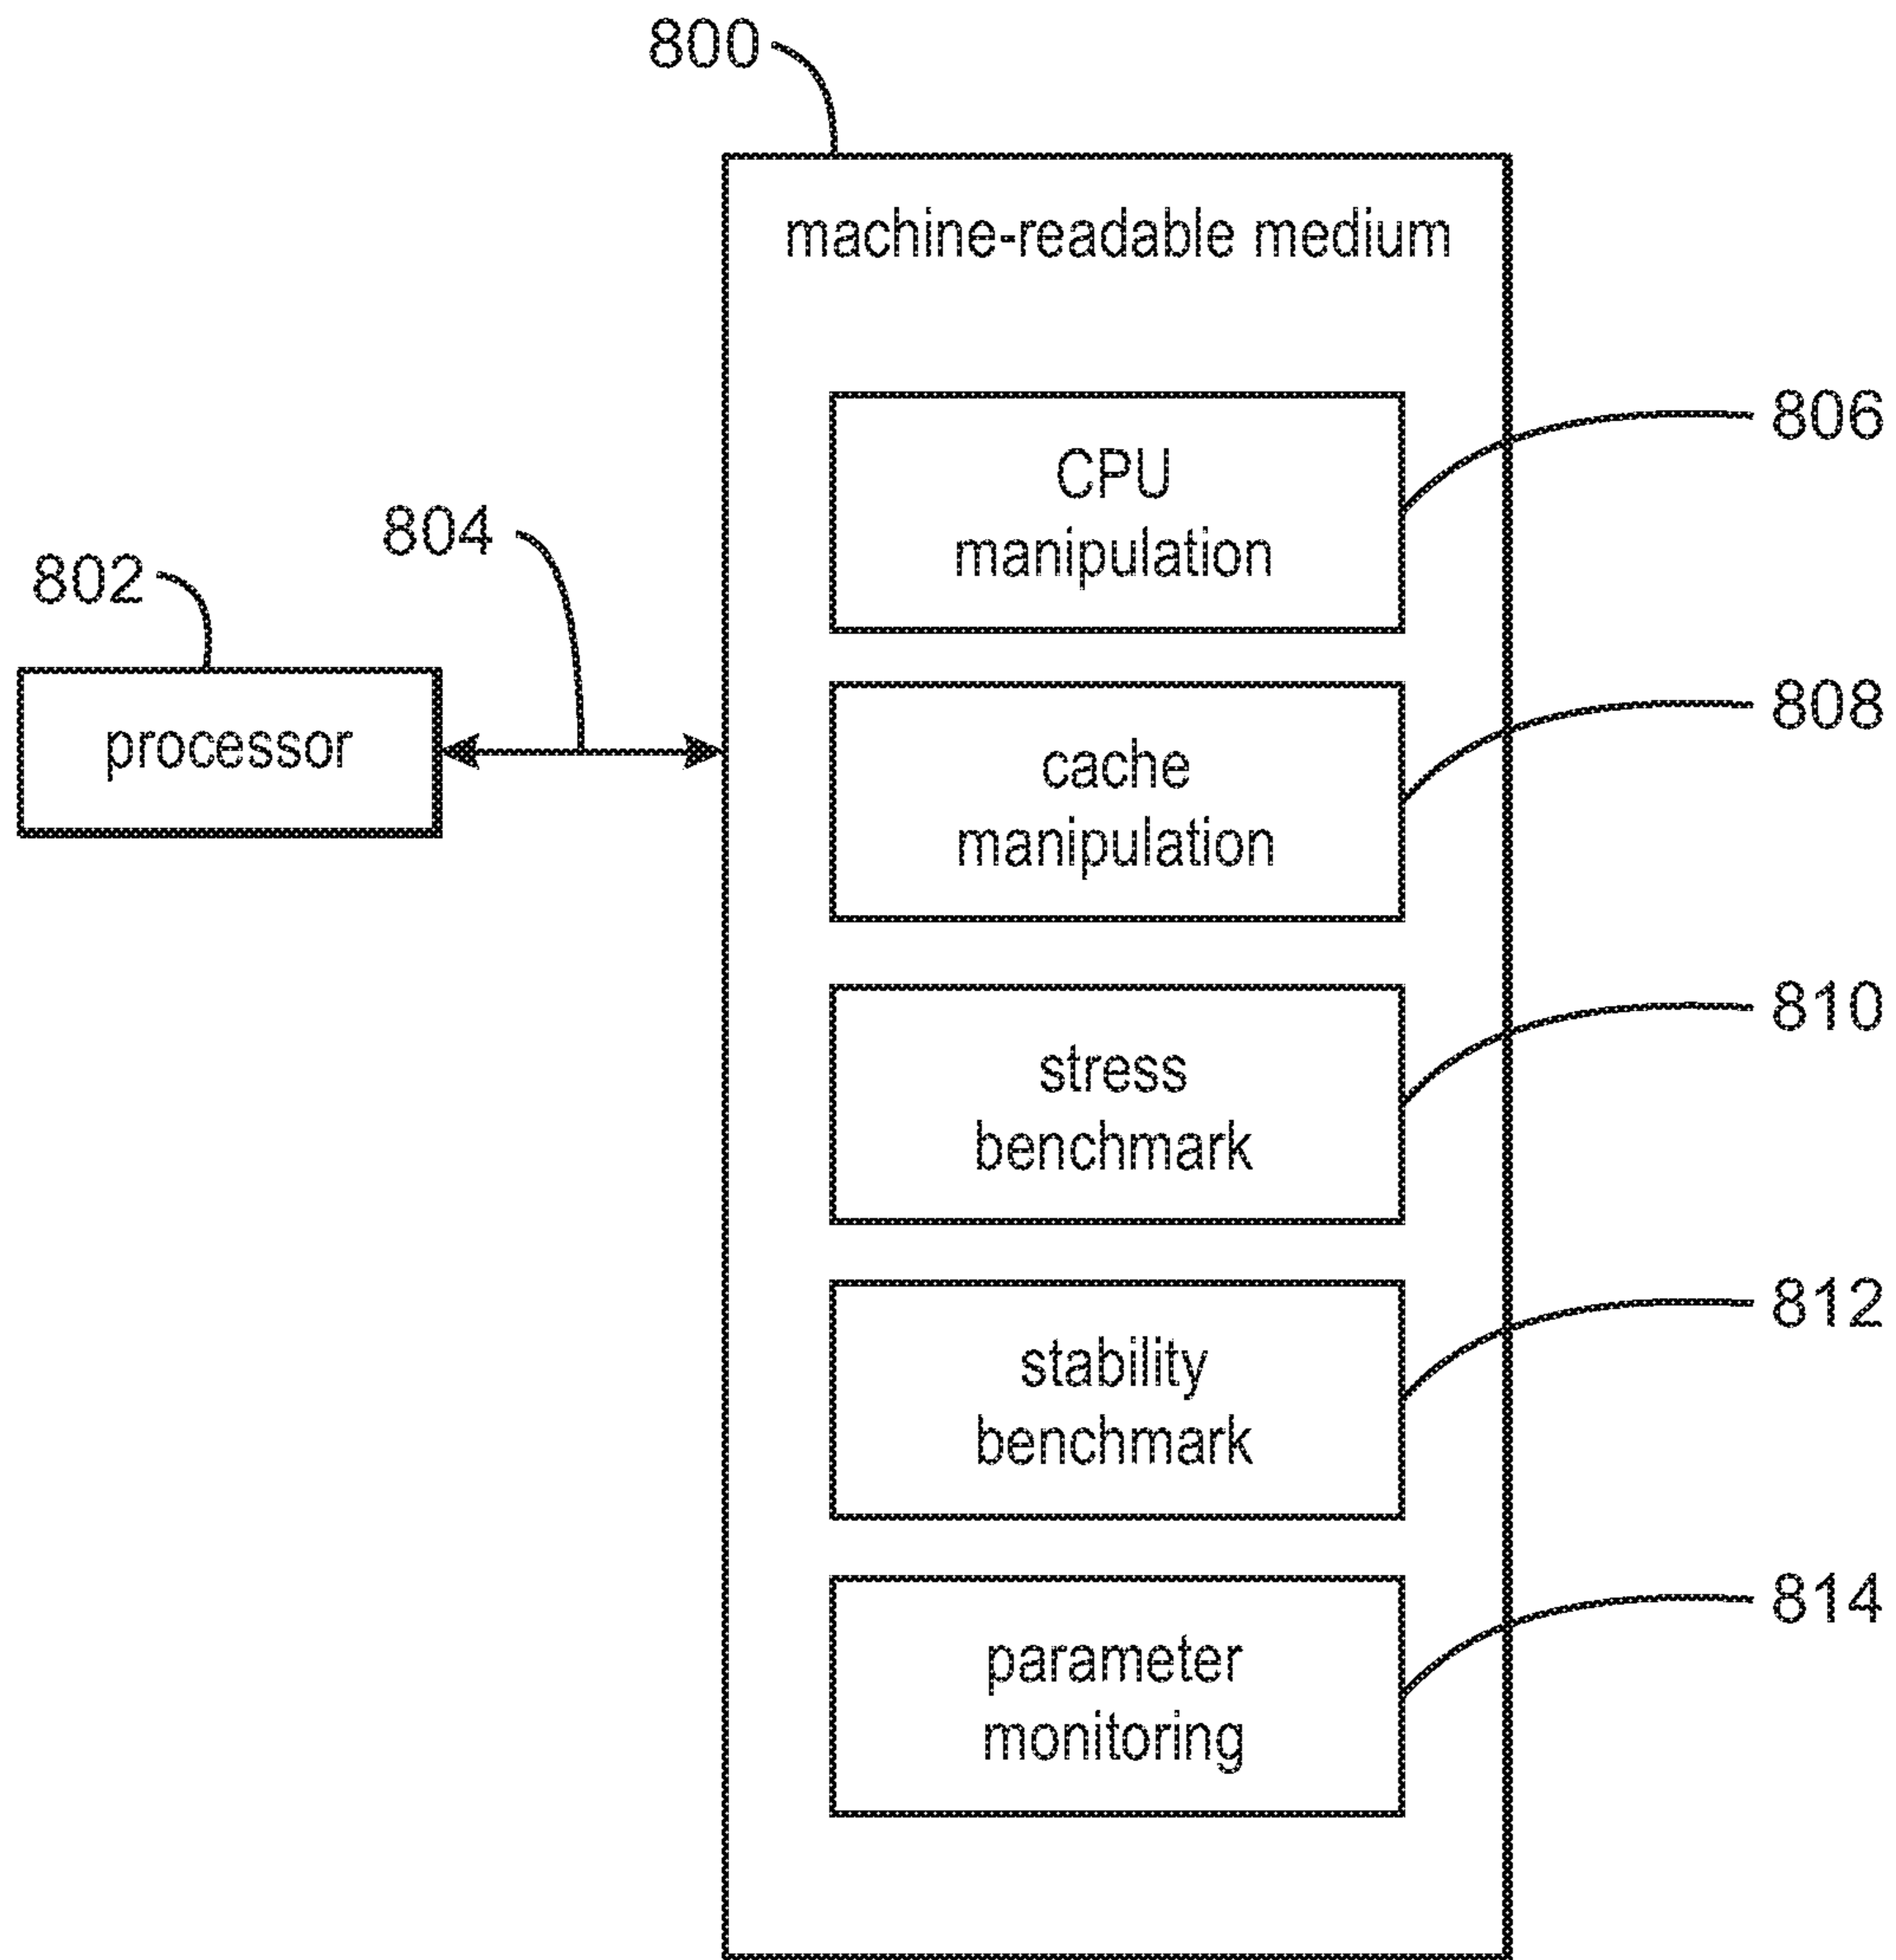 800
machine-readable medium
CPU
manipulation
806
804
802
processor
cache
manipulation
808
stress
benchmark
810
stability
benchmark
812
parameter
monitoring
814